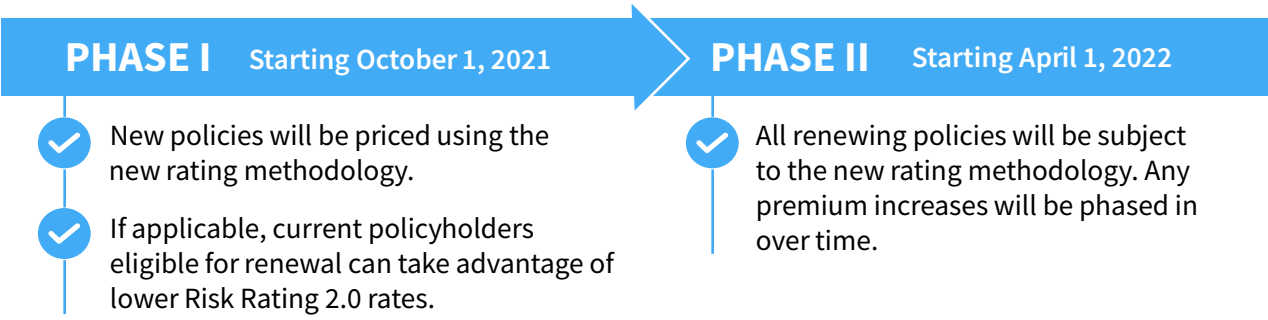 PHASE I Starting October 1, 2021
New policies will be priced using the
new rating methodology.
If applicable, current policyholders
eligible for renewal can take advantage of
lower Risk Rating 2.0 rates.
PHASE II Starting April 1, 2022
All renewing policies will be subject
to the new rating methodology. Any
premium increases will be phased in
over time.